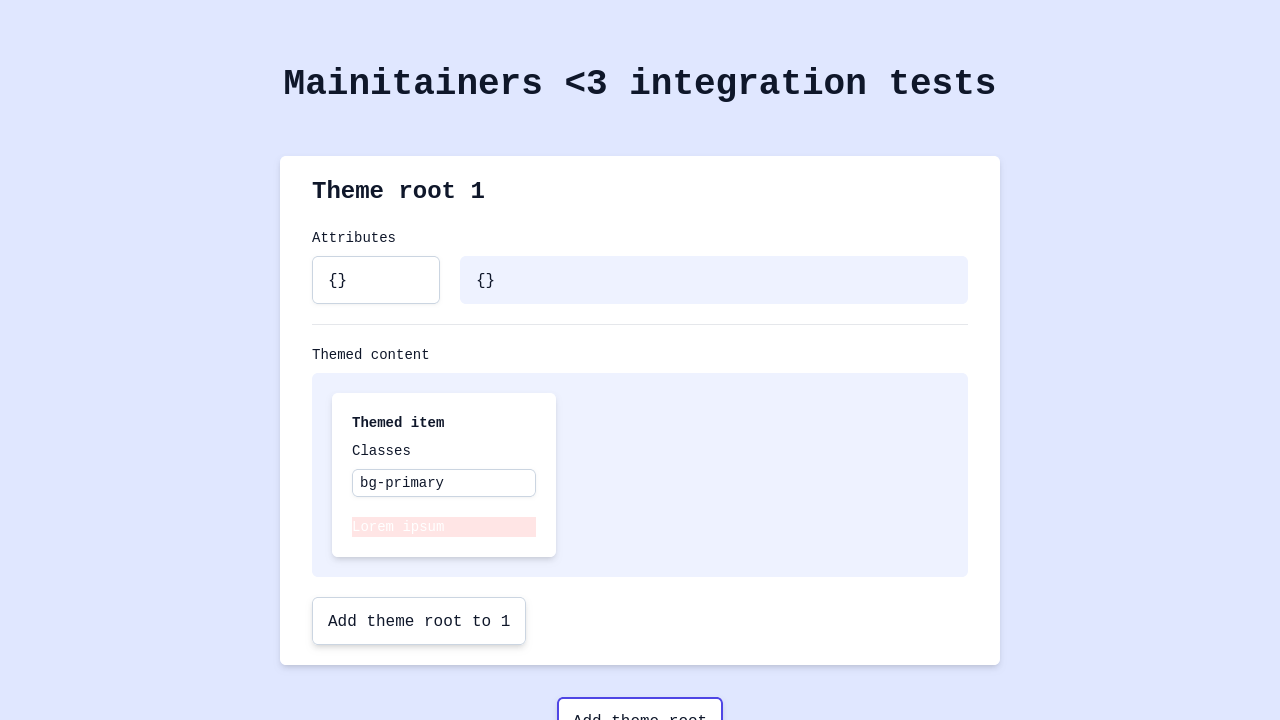 Mainitainers <3 integration tests
Theme root 1
Attributes
{}
{}
Themed content
Themed item
Classes
bg-primary
Lorem ipsum
Add theme root to 1
Add theme root